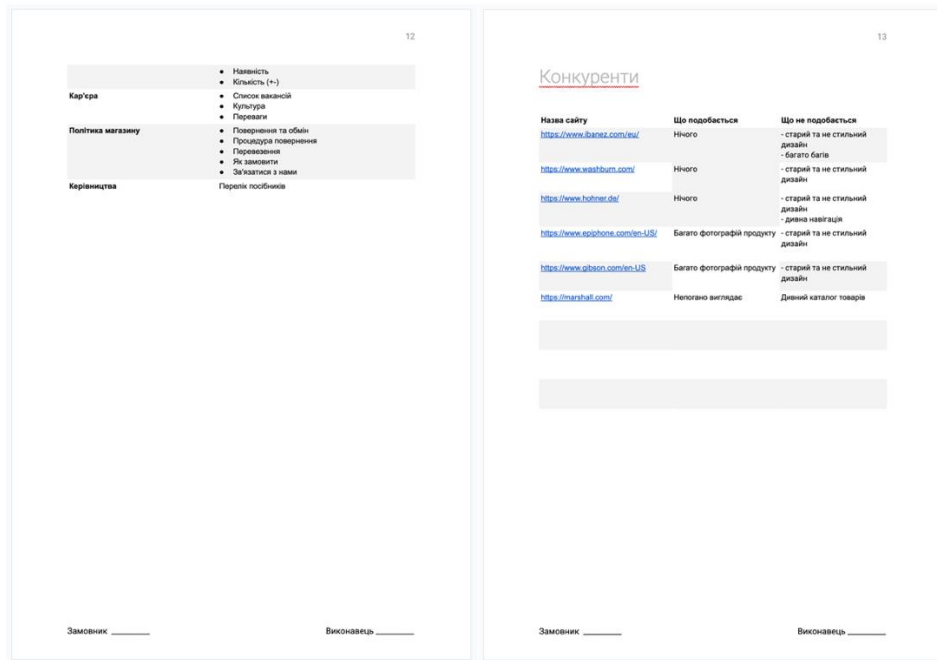 12
● Наявність
● Кількість (+-)
Кар'єра
● Список вакансій
● Культура
● Переваги
Політика магазину
● Повернення та обмін
● Процедура повернення
● Перевезення
● Як замовити
● Зв'язатися з нами
Керівництва
Перелік посібників
Замовник ________
Виконавець ________
13
Конкуренти
Назва сайту
Що подобається
Що не подобається
https://www.ibanez.com/eu/
Нічого
- старий та не стильний
дизайн
- багато багів
https://www.washburn.com/
Нічого
- старий та не стильний
дизайн
https://www.hohner.de/
Нічого
- старий та не стильний
дизайн
- дивна навігація
https://www.epiphone.com/en-US/
Багато фотографій продукту
- старий та не стильний
дизайн
https://www.gibson.com/en-US
Багато фотографій продукту
- старий та не стильний
дизайн
https://marshall.com/
Непогано виглядає
Дивний каталог товарів
Замовник ________
Виконавець ________